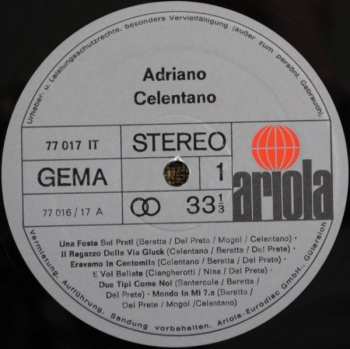 Urheber- u. Leistungsschutzrechte, besonders Vervielfältigung (außer zum persönl. Gebrauch),
Adriano
Celentano
77 017 IT
STEREO
GEMA
1
ariola
77 016 / 17 A
33 1/3
Una Festa Sui Prati (Beretta / Del Prete / Mogol / Celentano) ·
Il Ragazzo Della Via Gluck (Celentano / Beretta / Del Prete) ·
Eravamo In Centomila (Celentano / Beretta / Del Prete) ·
E Voi Ballate (Ciangherotti / Nisa / Del Prete)
Due Tipi Come Noi (Santercole / Beretta /
Del Prete) · Mondo In Mi 7.a (Beretta /
Del Prete / Mogol / Celentano)
Vermietung, Aufführung, Sendung vorbehalten. Ariola-Eurodisc GmbH., Gütersloh